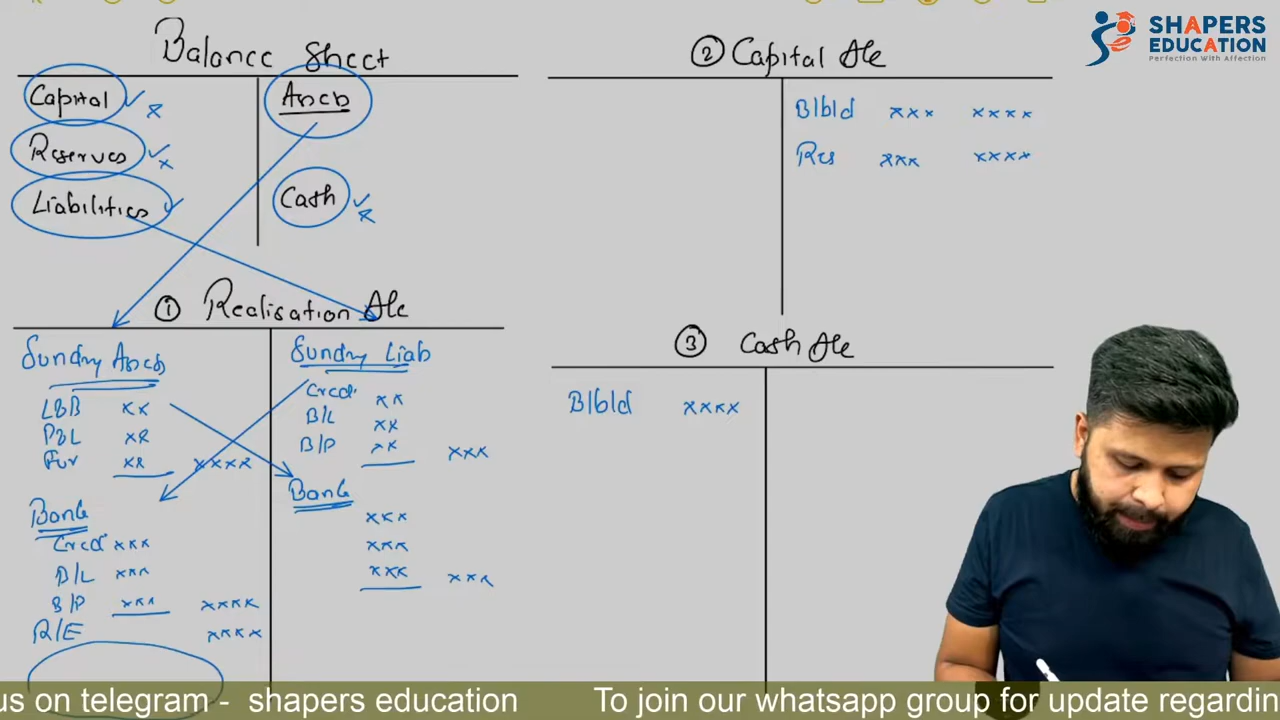 SHAPERS
EDUCATION
Perfection With Affection
Balance Sheet
Capital
Reserves
Liabilities
Assets
Cash
① Realisation A/c
Sundry Assets
L&B xx
P&L xx
Fur xx xxxx
Bank
Cred xxx
B/L xxx
B/P xxx xxxx
R/E xxxx
Sundry Liab
Cred. xx
B/L xx
B/P xx xxx
Bank
xxx
xxx
xxx xxx
② Capital A/c
B/b/d xxx xxxx
Res xxx xxxx
③ Cash A/c
B/b/d xxxx
us on telegram - shapers education To join our whatsapp group for update regardin